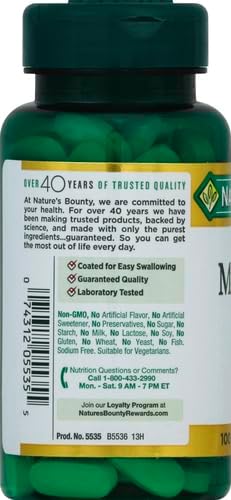 OVER 40 YEARS OF TRUSTED QUALITY
At Nature's Bounty, we are committed to
your health. For over 40 years we have
been making trusted products, backed by
science, and made with only the purest
ingredients...guaranteed. So you can get
the most out of life every day.
Coated for Easy Swallowing
Guaranteed Quality
Laboratory Tested
Non-GMO, No Artificial Flavor, No Artificial
Sweetener, No Preservatives, No Sugar, No
Starch, No Milk, No Lactose, No Soy, No
Gluten, No Wheat, No Yeast, No Fish.
Sodium Free. Suitable for Vegetarians.
Nutrition Questions or Comments?
Call 1-800-433-2990
Mon. - Sat. 9 AM - 7 PM ET
Join our Loyalty Program at
NaturesBountyRewards.com
Prod. No. 5535 B5536 13H
0 74312 05535 5
N
M
100